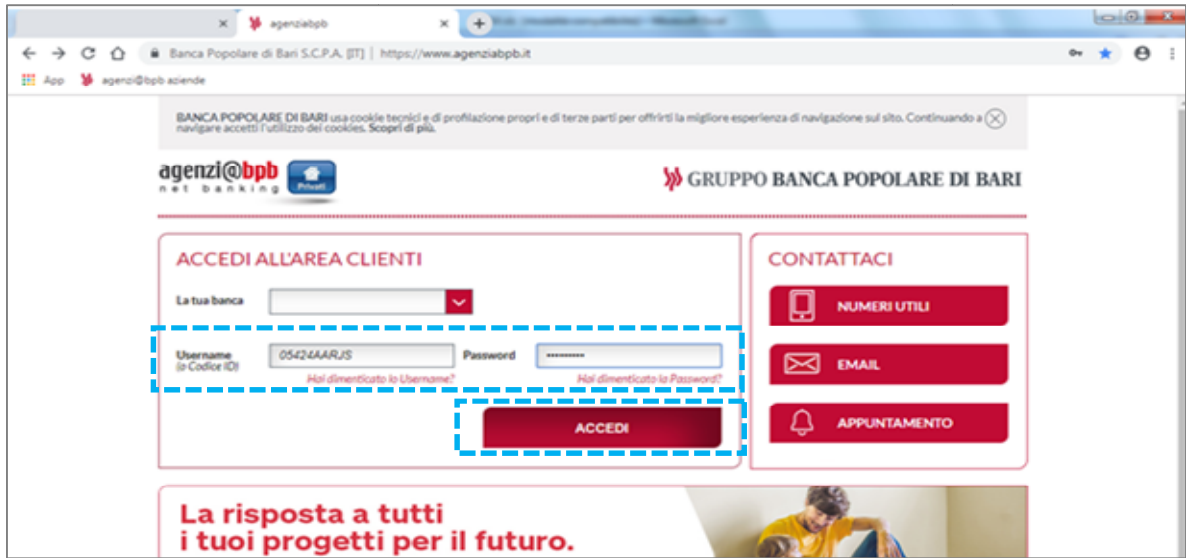 agenziabpb
Banca Popolare di Bari S.C.P.A. [IT] | https://www.agenziabpb.it
App agenzi@bpb aziende
BANCA POPOLARE DI BARI usa cookie tecnici e di profilazione propri e di terze parti per offrirti la migliore esperienza di navigazione sul sito. Continuando a
navigare accetti l'utilizzo dei cookies. Scopri di più.
agenzi@bpb
net banking
Privati
GRUPPO BANCA POPOLARE DI BARI
ACCEDI ALL'AREA CLIENTI
La tua banca
Username
(o Codice ID)
05424AARJS
Password
Hai dimenticato lo Username?
Hai dimenticato la Password?
ACCEDI
CONTATTACI
NUMERI UTILI
EMAIL
APPUNTAMENTO
La risposta a tutti
i tuoi progetti per il futuro.